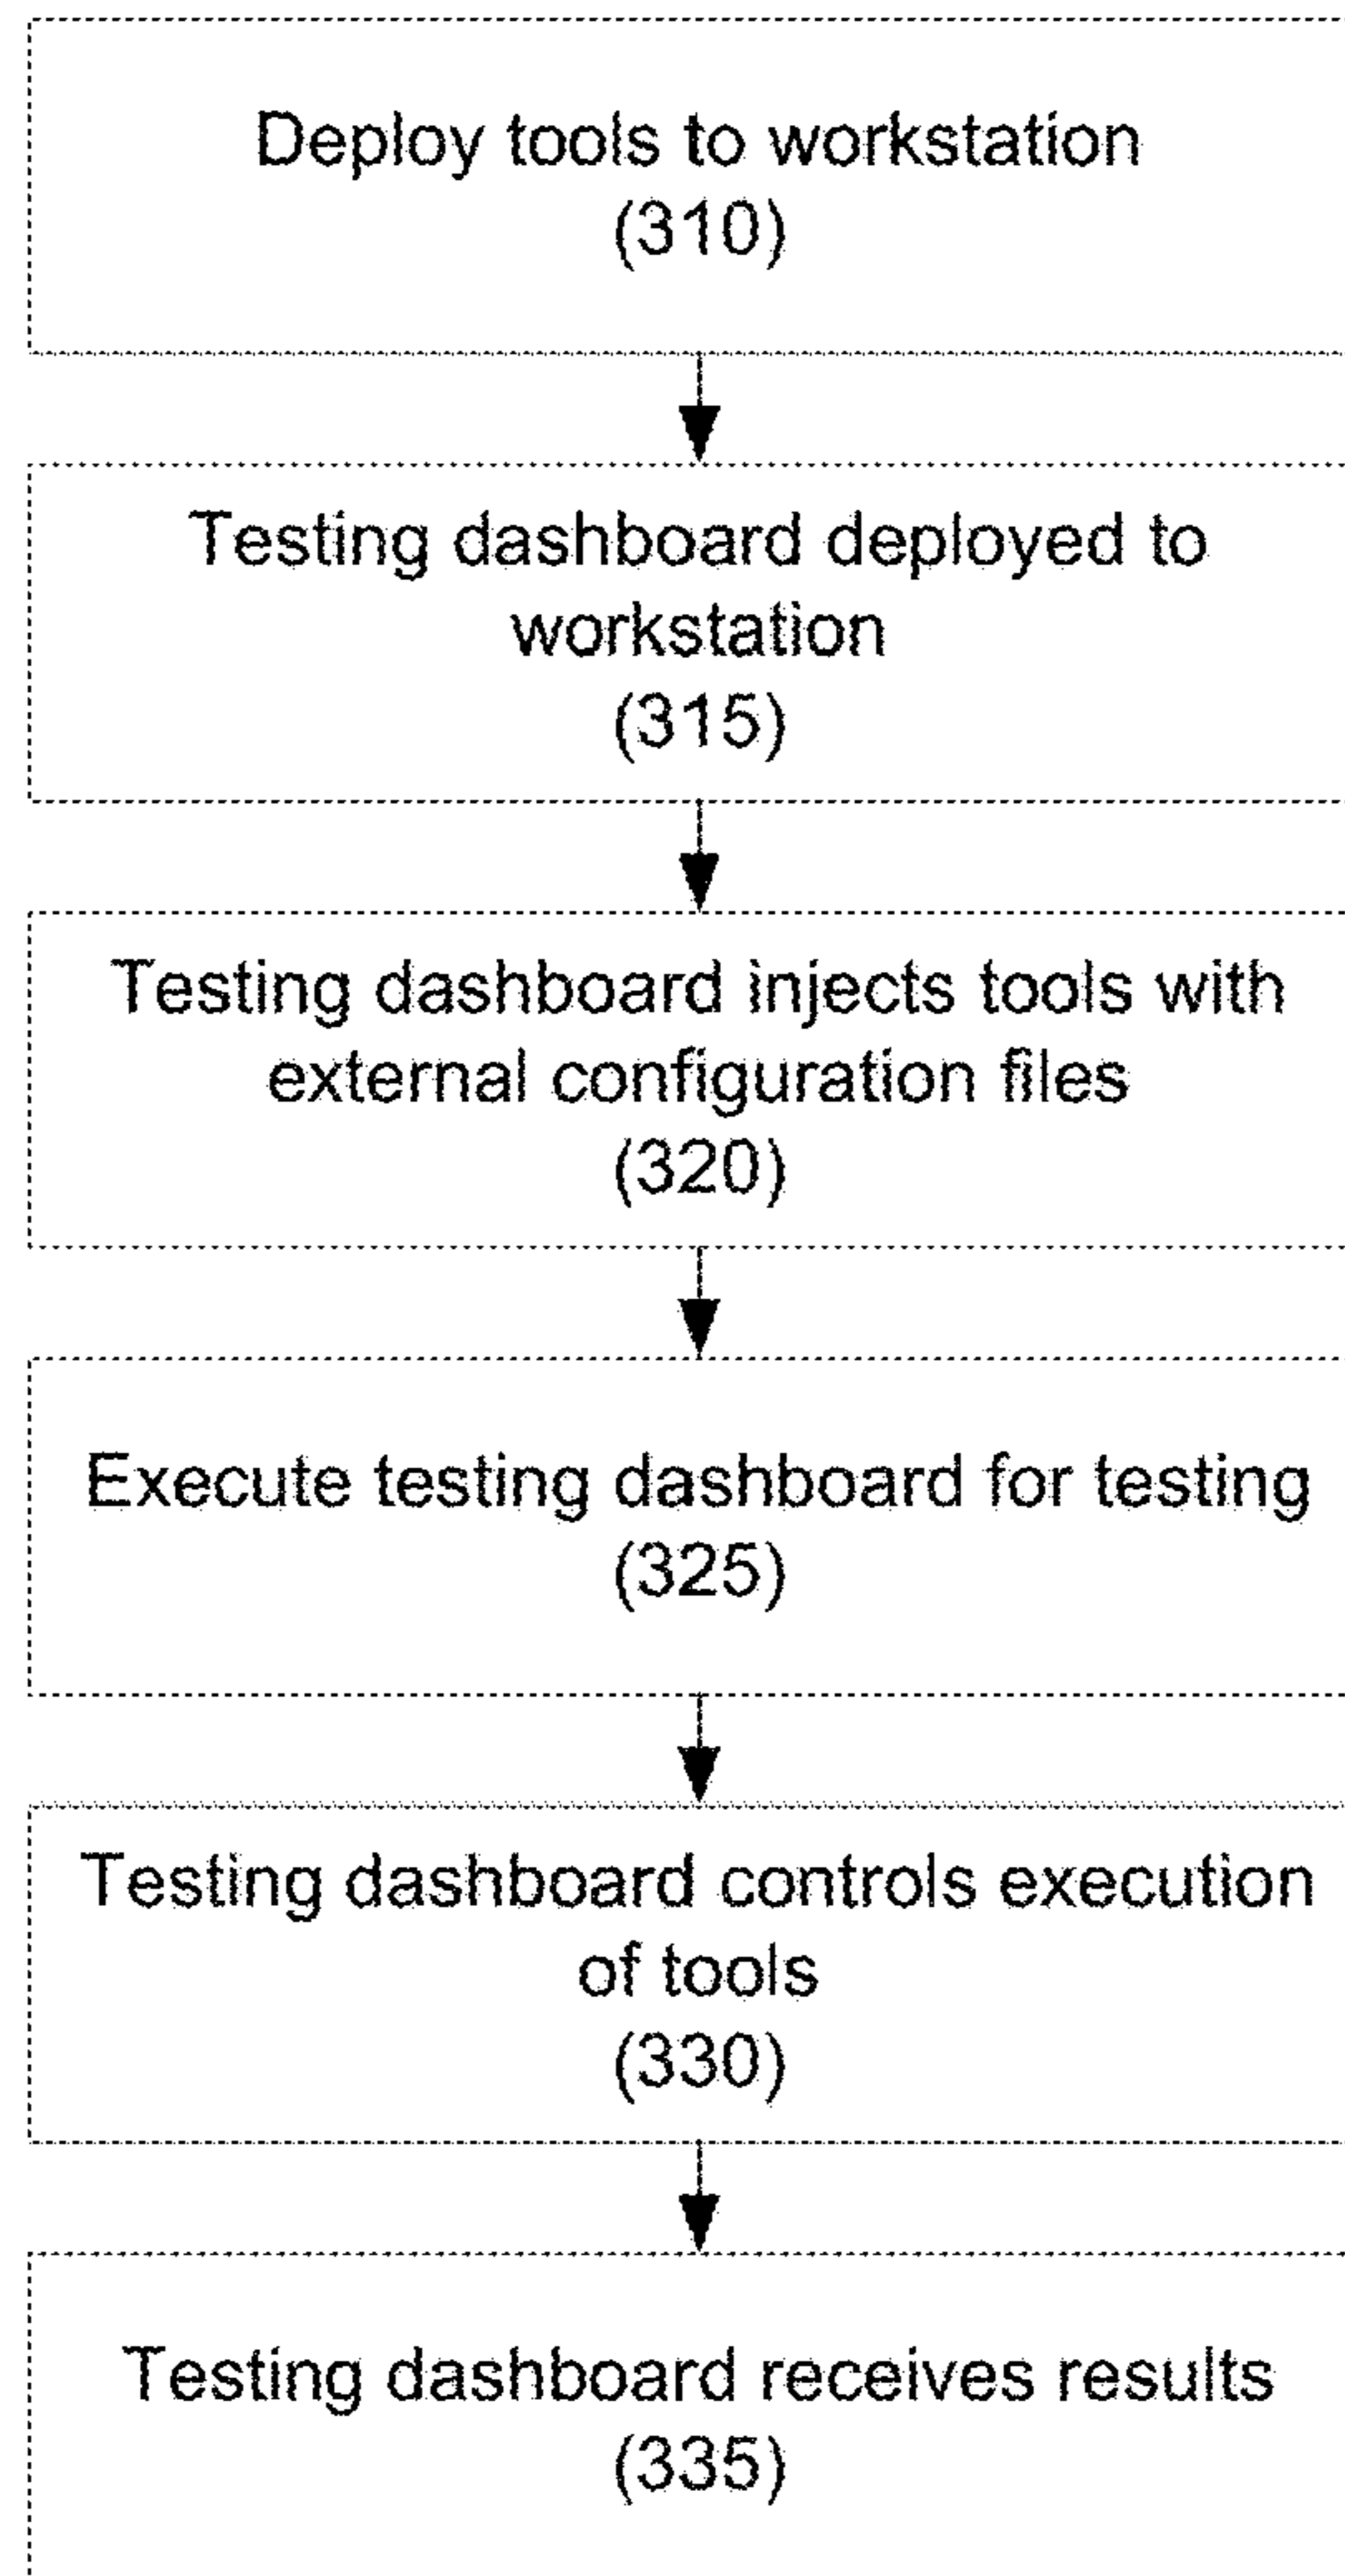 Deploy tools to workstation
(310)
Testing dashboard deployed to
workstation
(315)
Testing dashboard injects tools with
external configuration files
(320)
Execute testing dashboard for testing
(325)
Testing dashboard controls execution
of tools
(330)
Testing dashboard receives results
(335)